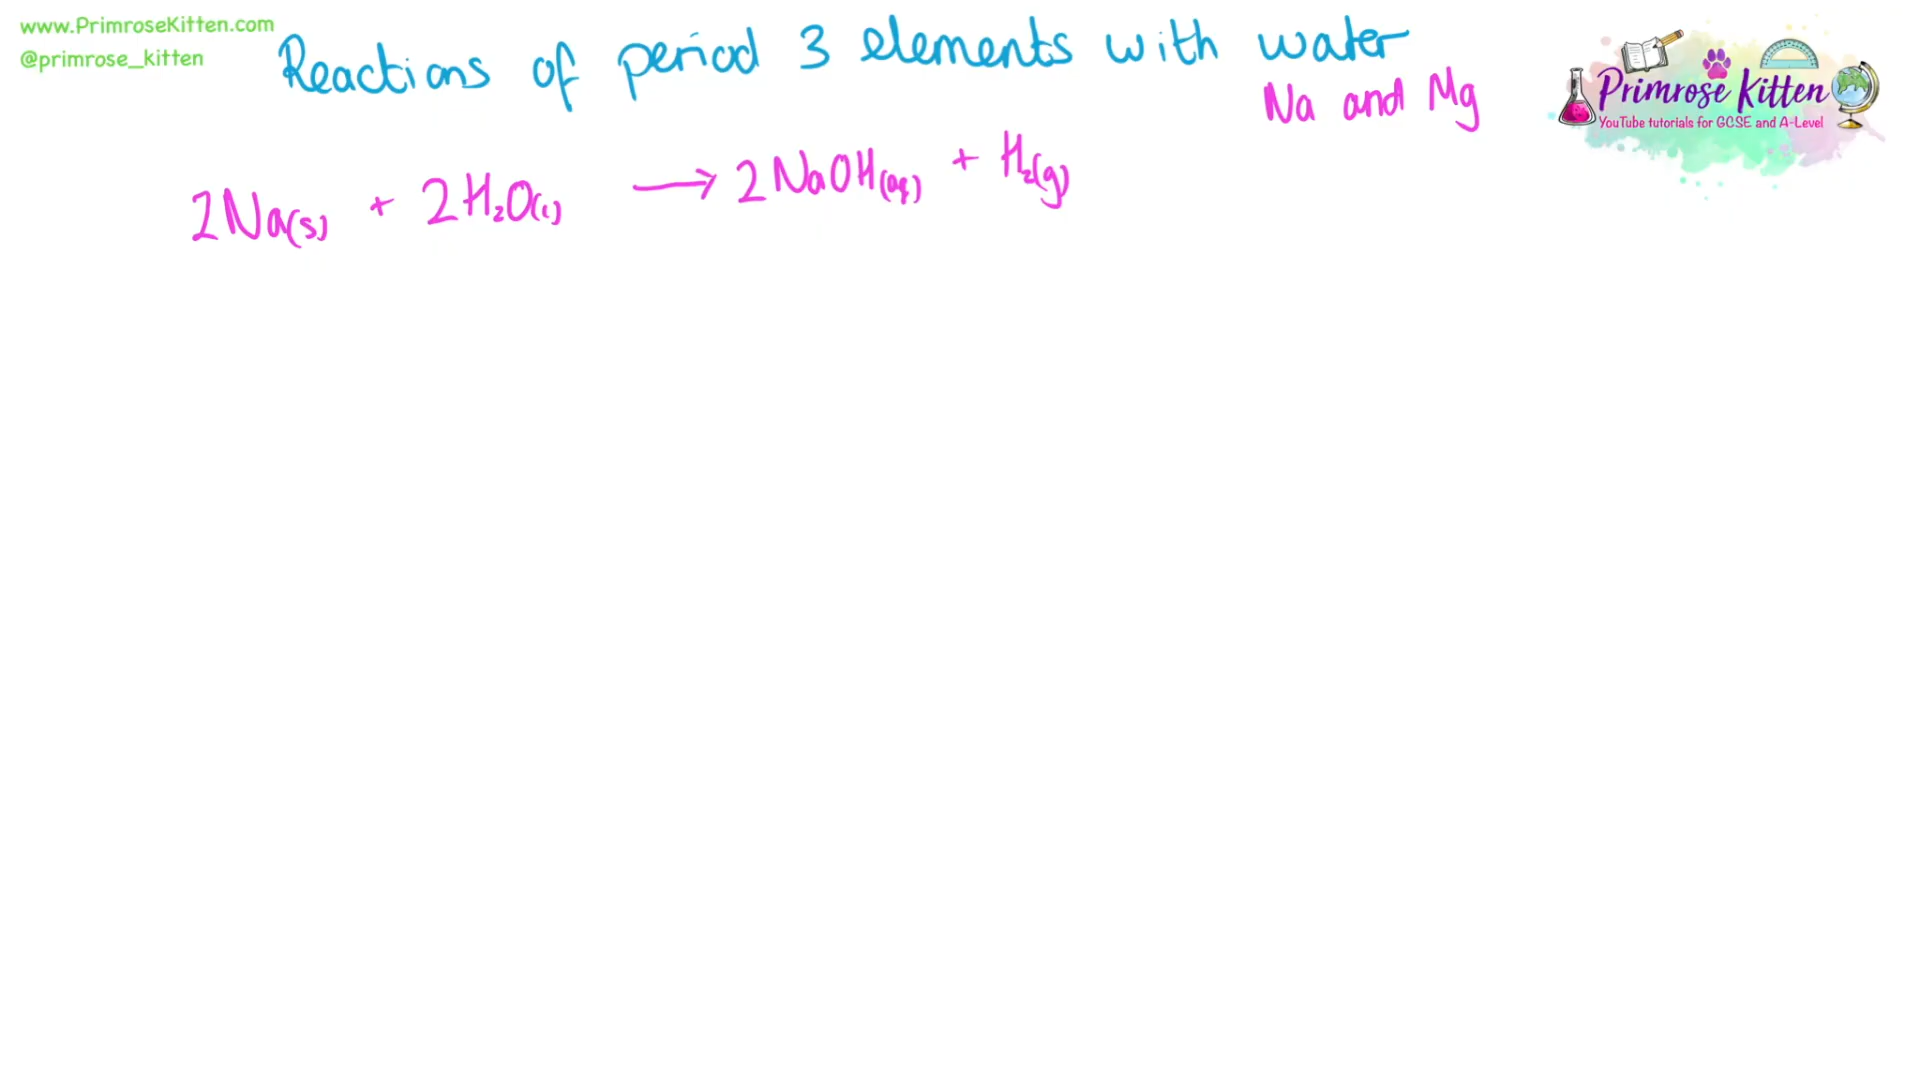 www.PrimroseKitten.com
@primrose_kitten
Reactions of period 3 elements with water
Na and Mg
Primrose Kitten
YouTube tutorials for GCSE and A-Level
2Na(s) + 2H₂O(l) → 2NaOH(aq) + H₂(g)